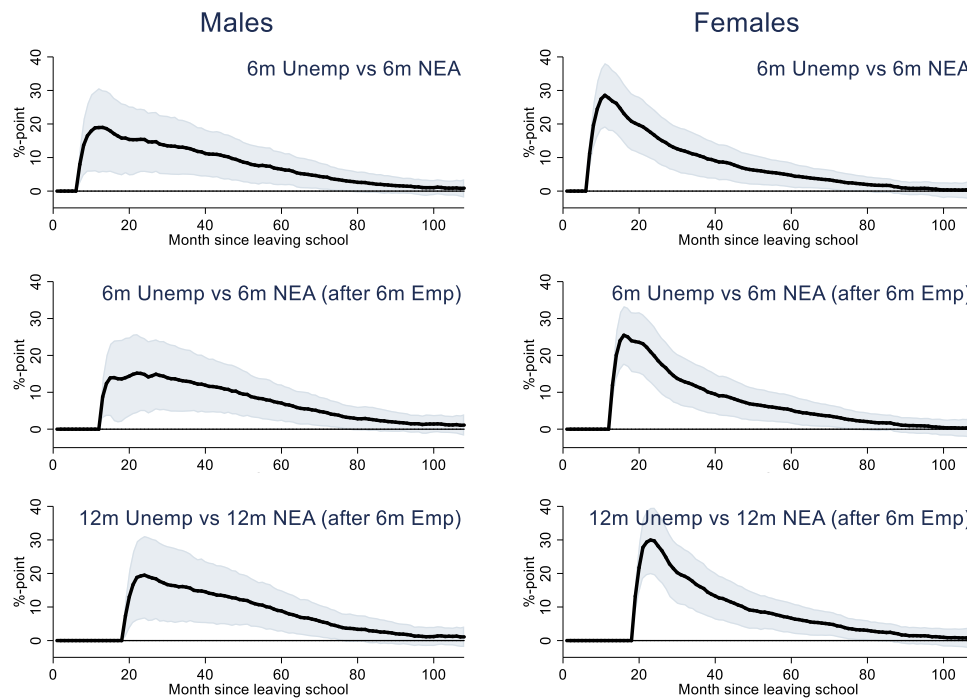 Males
Females
6m Unemp vs 6m NEA
%-point
0 10 20 30 40
0 20 40 60 80 100
Month since leaving school
6m Unemp vs 6m NEA
%-point
0 10 20 30 40
0 20 40 60 80 100
Month since leaving school
6m Unemp vs 6m NEA (after 6m Emp)
%-point
0 10 20 30 40
0 20 40 60 80 100
6m Unemp vs 6m NEA (after 6m Emp)
%-point
0 10 20 30 40
0 20 40 60 80 100
12m Unemp vs 12m NEA (after 6m Emp)
%-point
0 10 20 30 40
0 20 40 60 80 100
Month since leaving school
12m Unemp vs 12m NEA (after 6m Emp)
%-point
0 10 20 30 40
0 20 40 60 80 100
Month since leaving school